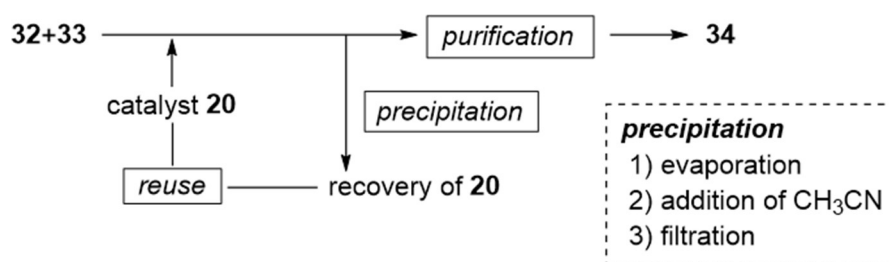 32+33
purification
34
catalyst 20
precipitation
reuse
recovery of 20
precipitation
1) evaporation
2) addition of CH₃CN
3) filtration